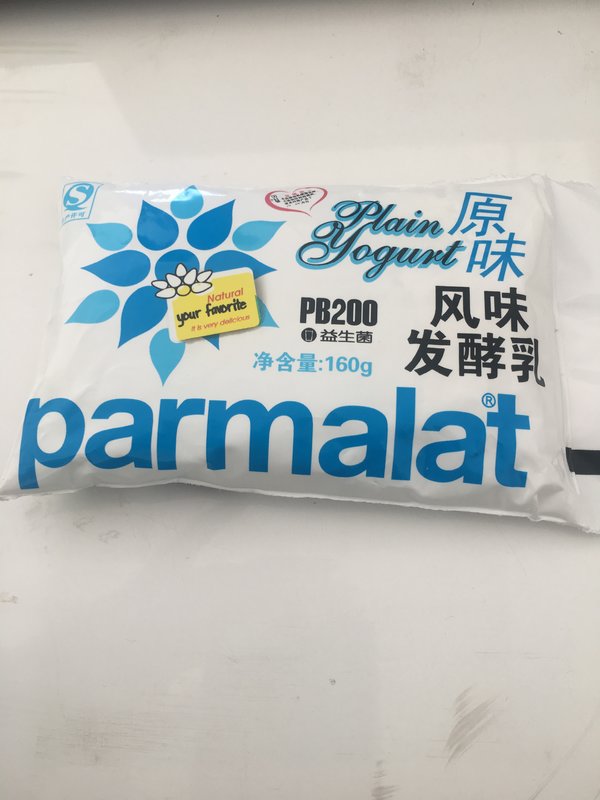 Plain
Yogurt
原味
PB200
益生菌
风味
发酵乳
净含量:160g
Natural
your favorite
It is very delicious
parmalat®